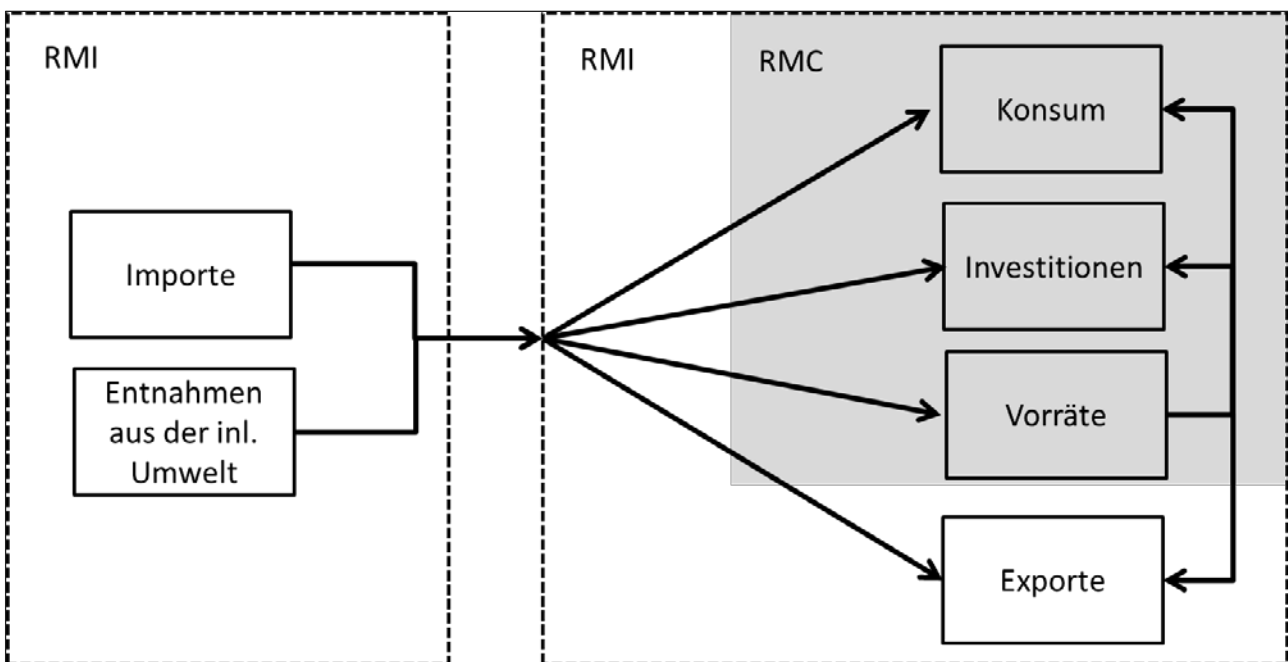 RMI
Importe
Entnahmen
aus der inl.
Umwelt
RMI
RMC
Konsum
Investitionen
Vorräte
Exporte